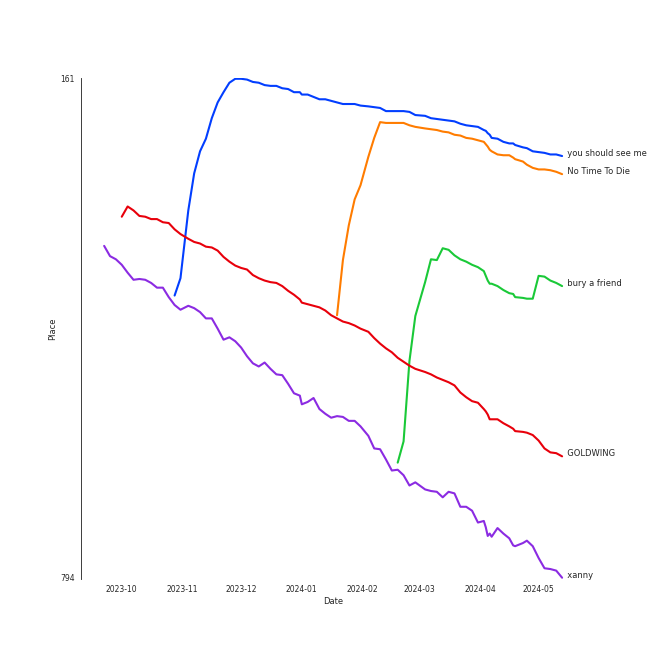 161
you should see me
No Time To Die
bury a friend
Place
GOLDWING
xanny
794
2023-10 2023-11 2023-12 2024-01 2024-02 2024-03 2024-04 2024-05
Date